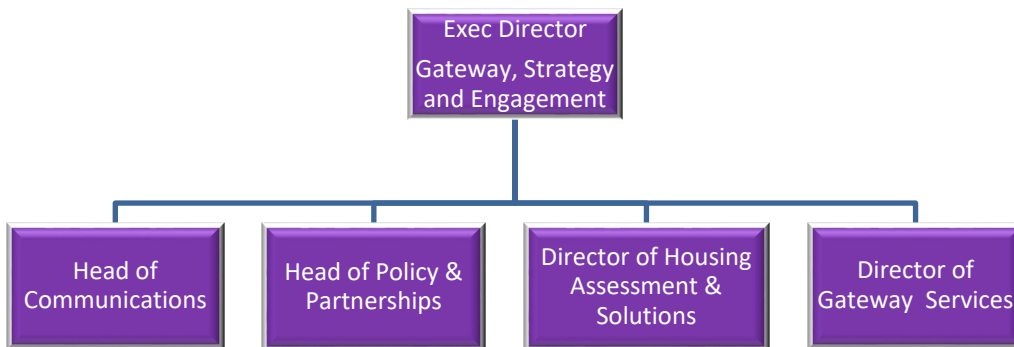 Exec Director
Gateway, Strategy
and Engagement
Head of
Communications
Head of Policy &
Partnerships
Director of Housing
Assessment &
Solutions
Director of
Gateway  Services